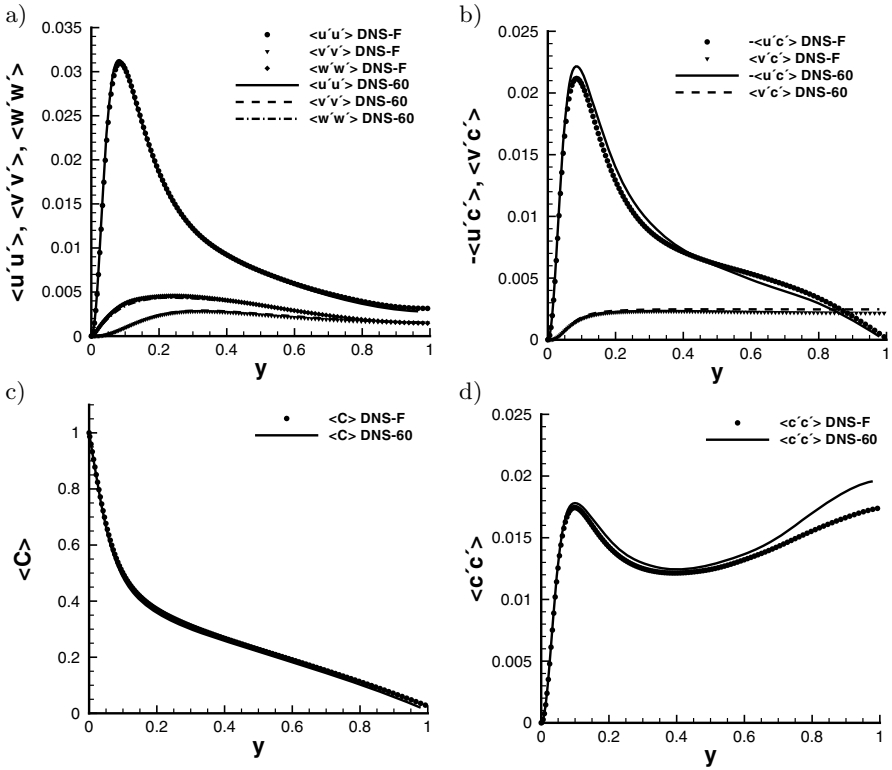 a)
<u´u´>, <v´v´>, <w´w´>
0.035
0.03
0.025
0.02
0.015
0.01
0.005
0
0 0.2 0.4 0.6 0.8 1
y
<u´u´> DNS-F
<v´v´> DNS-F
<w´w´> DNS-F
<u´u´> DNS-60
<v´v´> DNS-60
<w´w´> DNS-60
b)
-<u´c´>, <v´c´>
0.025
0.02
0.015
0.01
0.005
0
0 0.2 0.4 0.6 0.8 1
y
-<u´c´> DNS-F
<v´c´> DNS-F
-<u´c´> DNS-60
<v´c´> DNS-60
c)
<C>
1
0.8
0.6
0.4
0.2
0
0 0.2 0.4 0.6 0.8 1
y
<C> DNS-F
<C> DNS-60
d)
<c´c´>
0.025
0.02
0.015
0.01
0.005
0
0 0.2 0.4 0.6 0.8 1
y
<c´c´> DNS-F
<c´c´> DNS-60